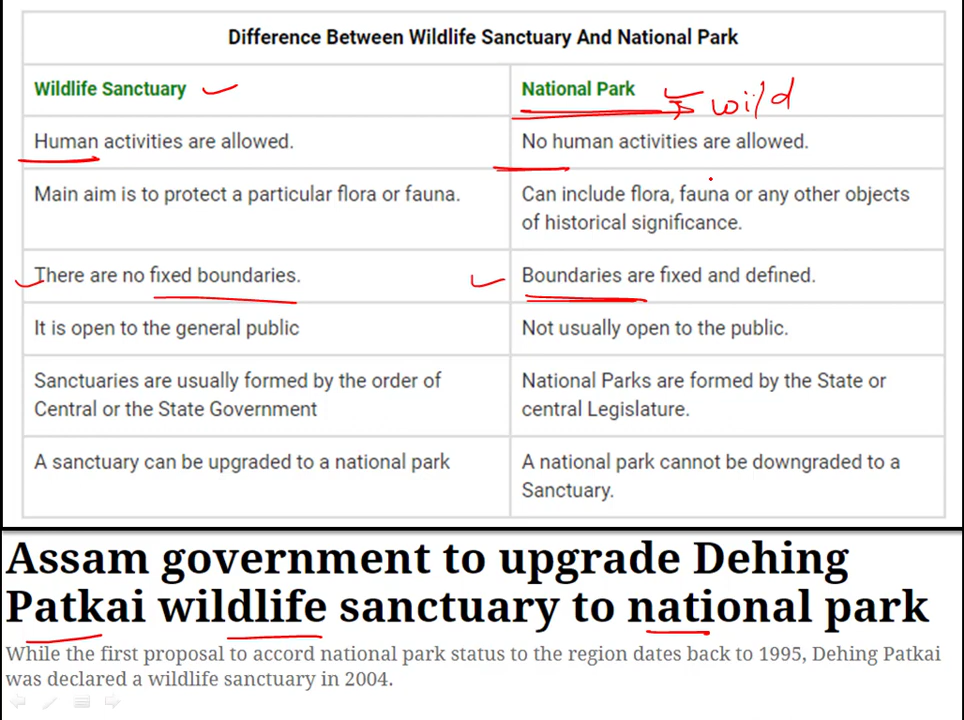 Difference Between Wildlife Sanctuary And National Park
Wildlife Sanctuary
National Park
wild
Human activities are allowed.
No human activities are allowed.
Main aim is to protect a particular flora or fauna.
Can include flora, fauna or any other objects
of historical significance.
There are no fixed boundaries.
Boundaries are fixed and defined.
It is open to the general public
Not usually open to the public.
Sanctuaries are usually formed by the order of
Central or the State Government
National Parks are formed by the State or
central Legislature.
A sanctuary can be upgraded to a national park
A national park cannot be downgraded to a
Sanctuary.
Assam government to upgrade Dehing
Patkai wildlife sanctuary to national park
While the first proposal to accord national park status to the region dates back to 1995, Dehing Patkai
was declared a wildlife sanctuary in 2004.